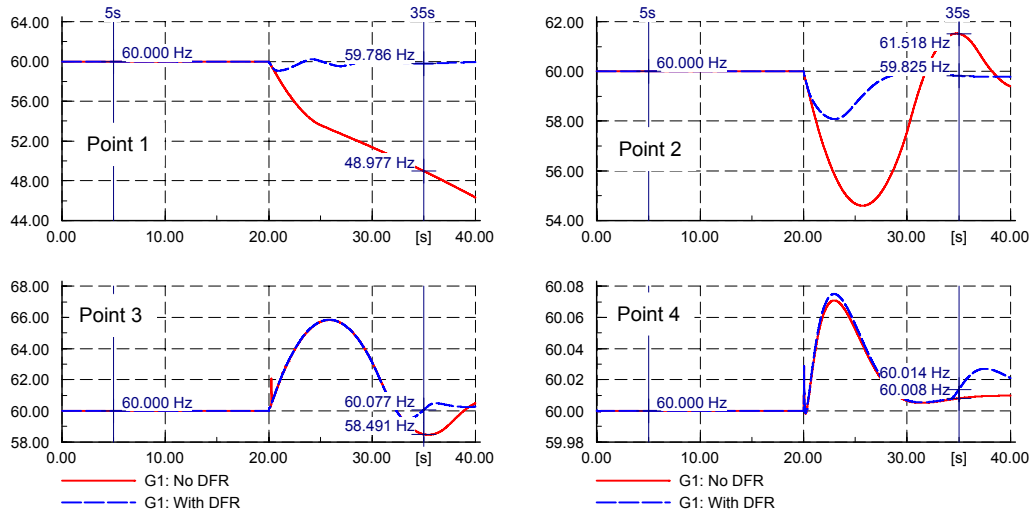 5s 35s
60.00
60.000 Hz 59.786 Hz
56.00
52.00
Point 1
48.977 Hz
48.00
44.00
0.00 10.00 20.00 30.00 [s] 40.00
5s 35s
62.00
61.518 Hz
60.000 Hz 59.825 Hz
60.00
58.00
Point 2
56.00
54.00
0.00 10.00 20.00 30.00 [s] 40.00
68.00
Point 3
66.00
64.00
62.00
60.000 Hz 60.077 Hz
60.00
58.491 Hz
58.00
0.00 10.00 20.00 30.00 [s] 40.00
G1: No DFR
G1: With DFR
60.08
Point 4
60.06
60.04
60.014 Hz
60.02
60.000 Hz 60.008 Hz
60.00
59.98
0.00 10.00 20.00 30.00 [s] 40.00
G1: No DFR
G1: With DFR